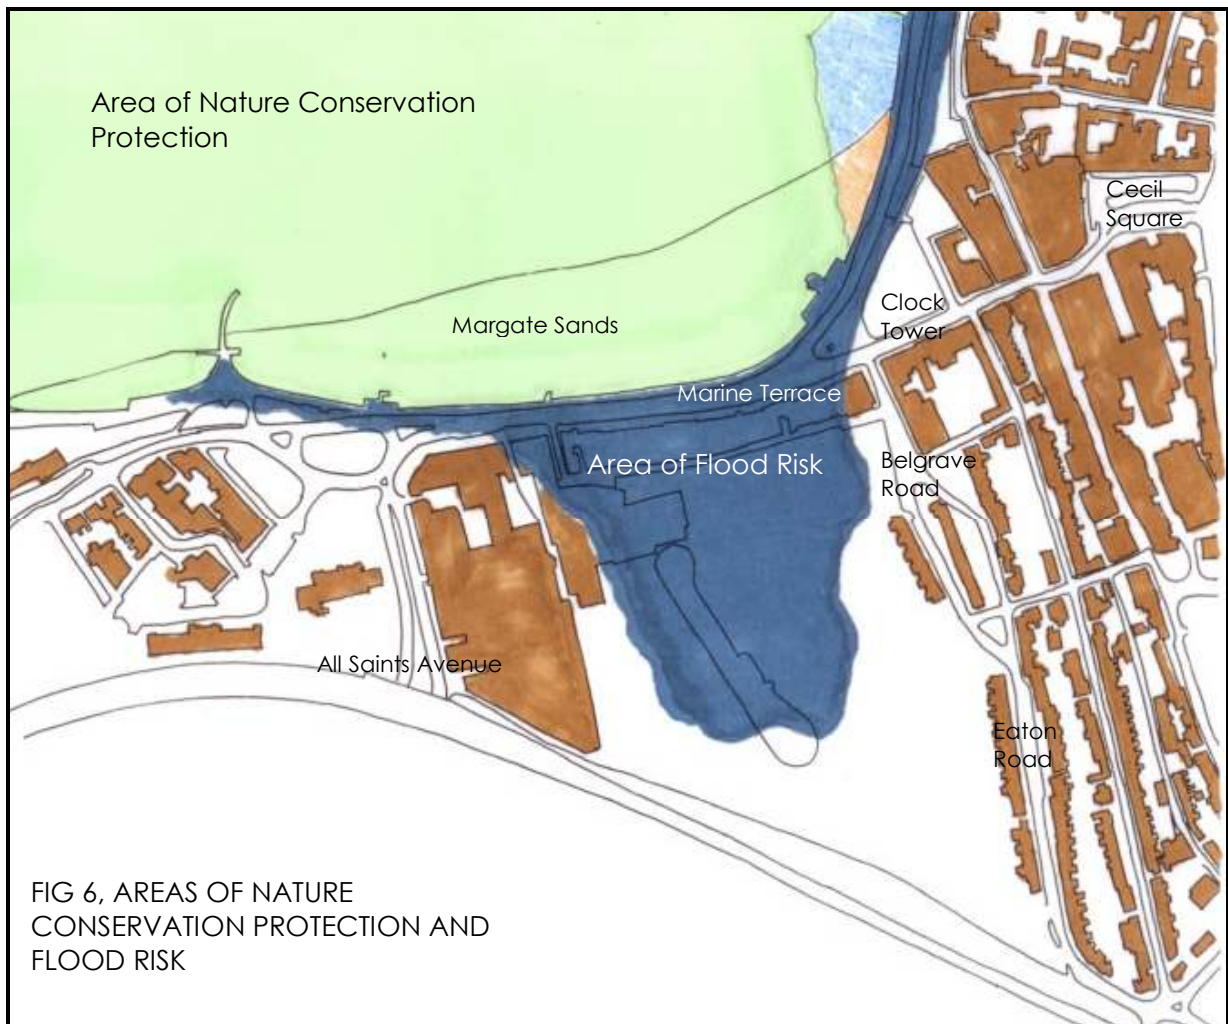 Area of Nature Conservation
Protection
Cecil
Square
Clock
Tower
Margate Sands
Marine Terrace
Area of Flood Risk
Belgrave
Road
All Saints Avenue
Eaton
Road
FIG 6, AREAS OF NATURE
CONSERVATION PROTECTION AND
FLOOD RISK